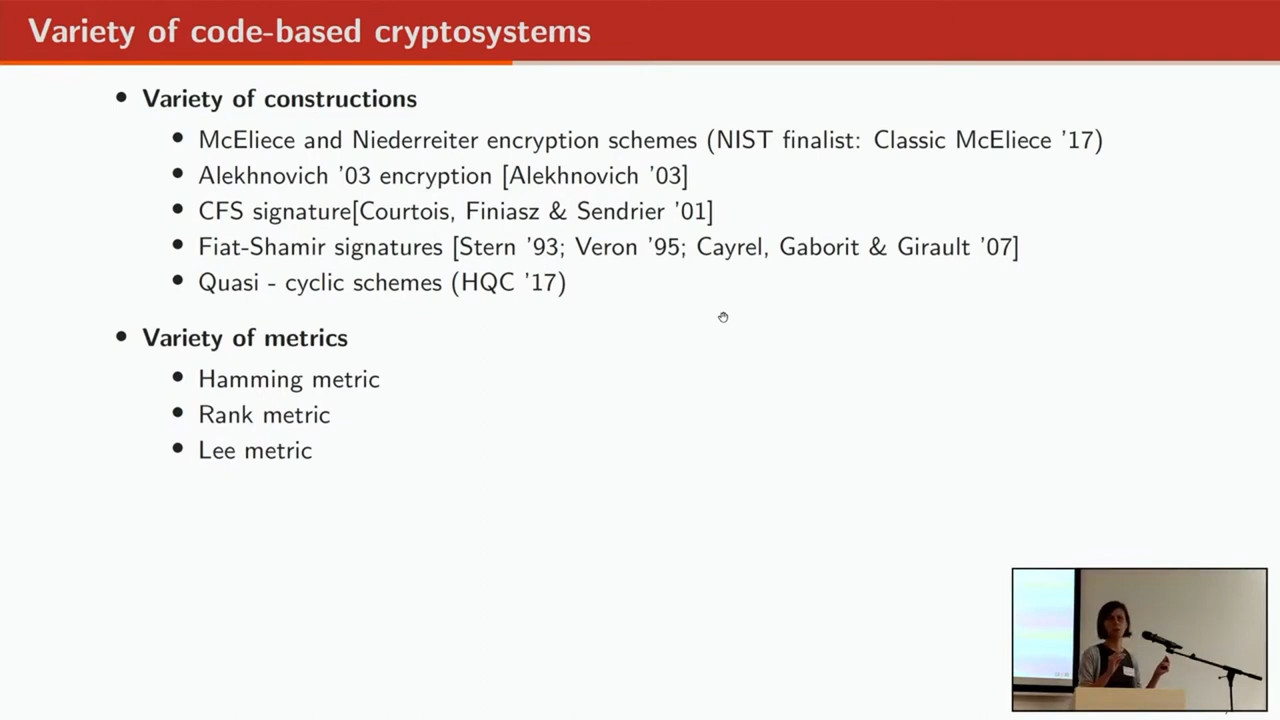 Variety of code-based cryptosystems
• Variety of constructions
• McEliece and Niederreiter encryption schemes (NIST finalist: Classic McEliece '17)
• Alekhnovich '03 encryption [Alekhnovich '03]
• CFS signature[Courtois, Finiasz & Sendrier '01]
• Fiat-Shamir signatures [Stern '93; Veron '95; Cayrel, Gaborit & Girault '07]
• Quasi - cyclic schemes (HQC '17)
• Variety of metrics
• Hamming metric
• Rank metric
• Lee metric